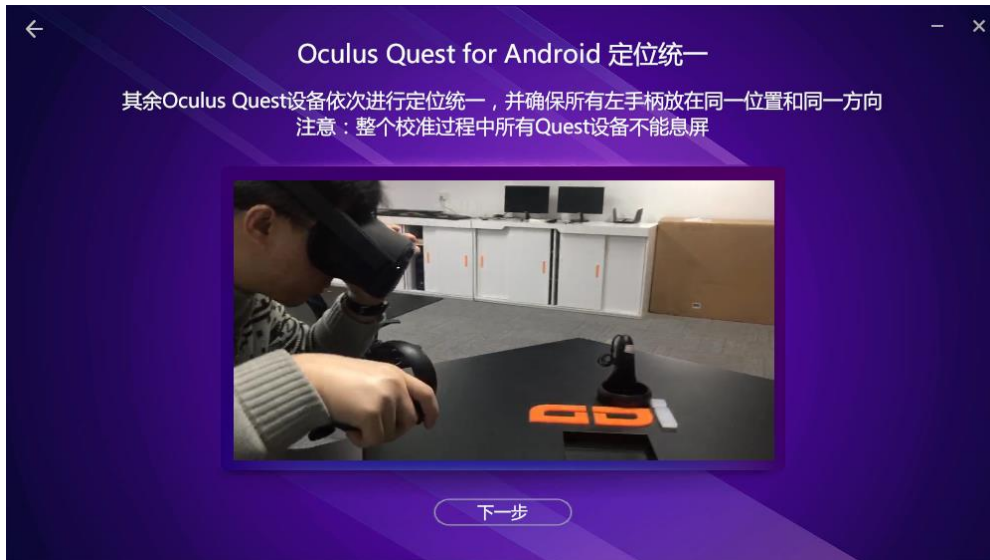 Oculus Quest for Android 定位统一
其余Oculus Quest设备依次进行定位统一，并确保所有左手柄放在同一位置和同一方向
注意：整个校准过程中所有Quest设备不能息屏
下一步